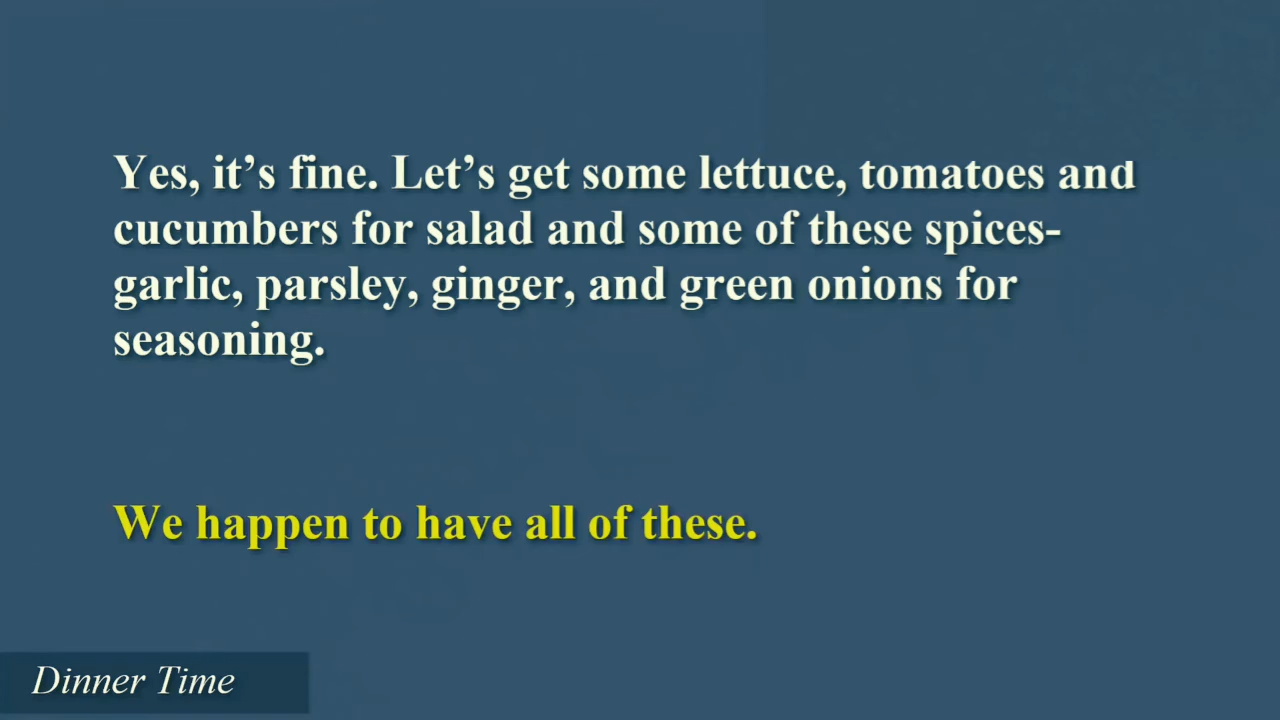 Yes, it’s fine. Let’s get some lettuce, tomatoes and
cucumbers for salad and some of these spices-
garlic, parsley, ginger, and green onions for
seasoning.
We happen to have all of these.
Dinner Time